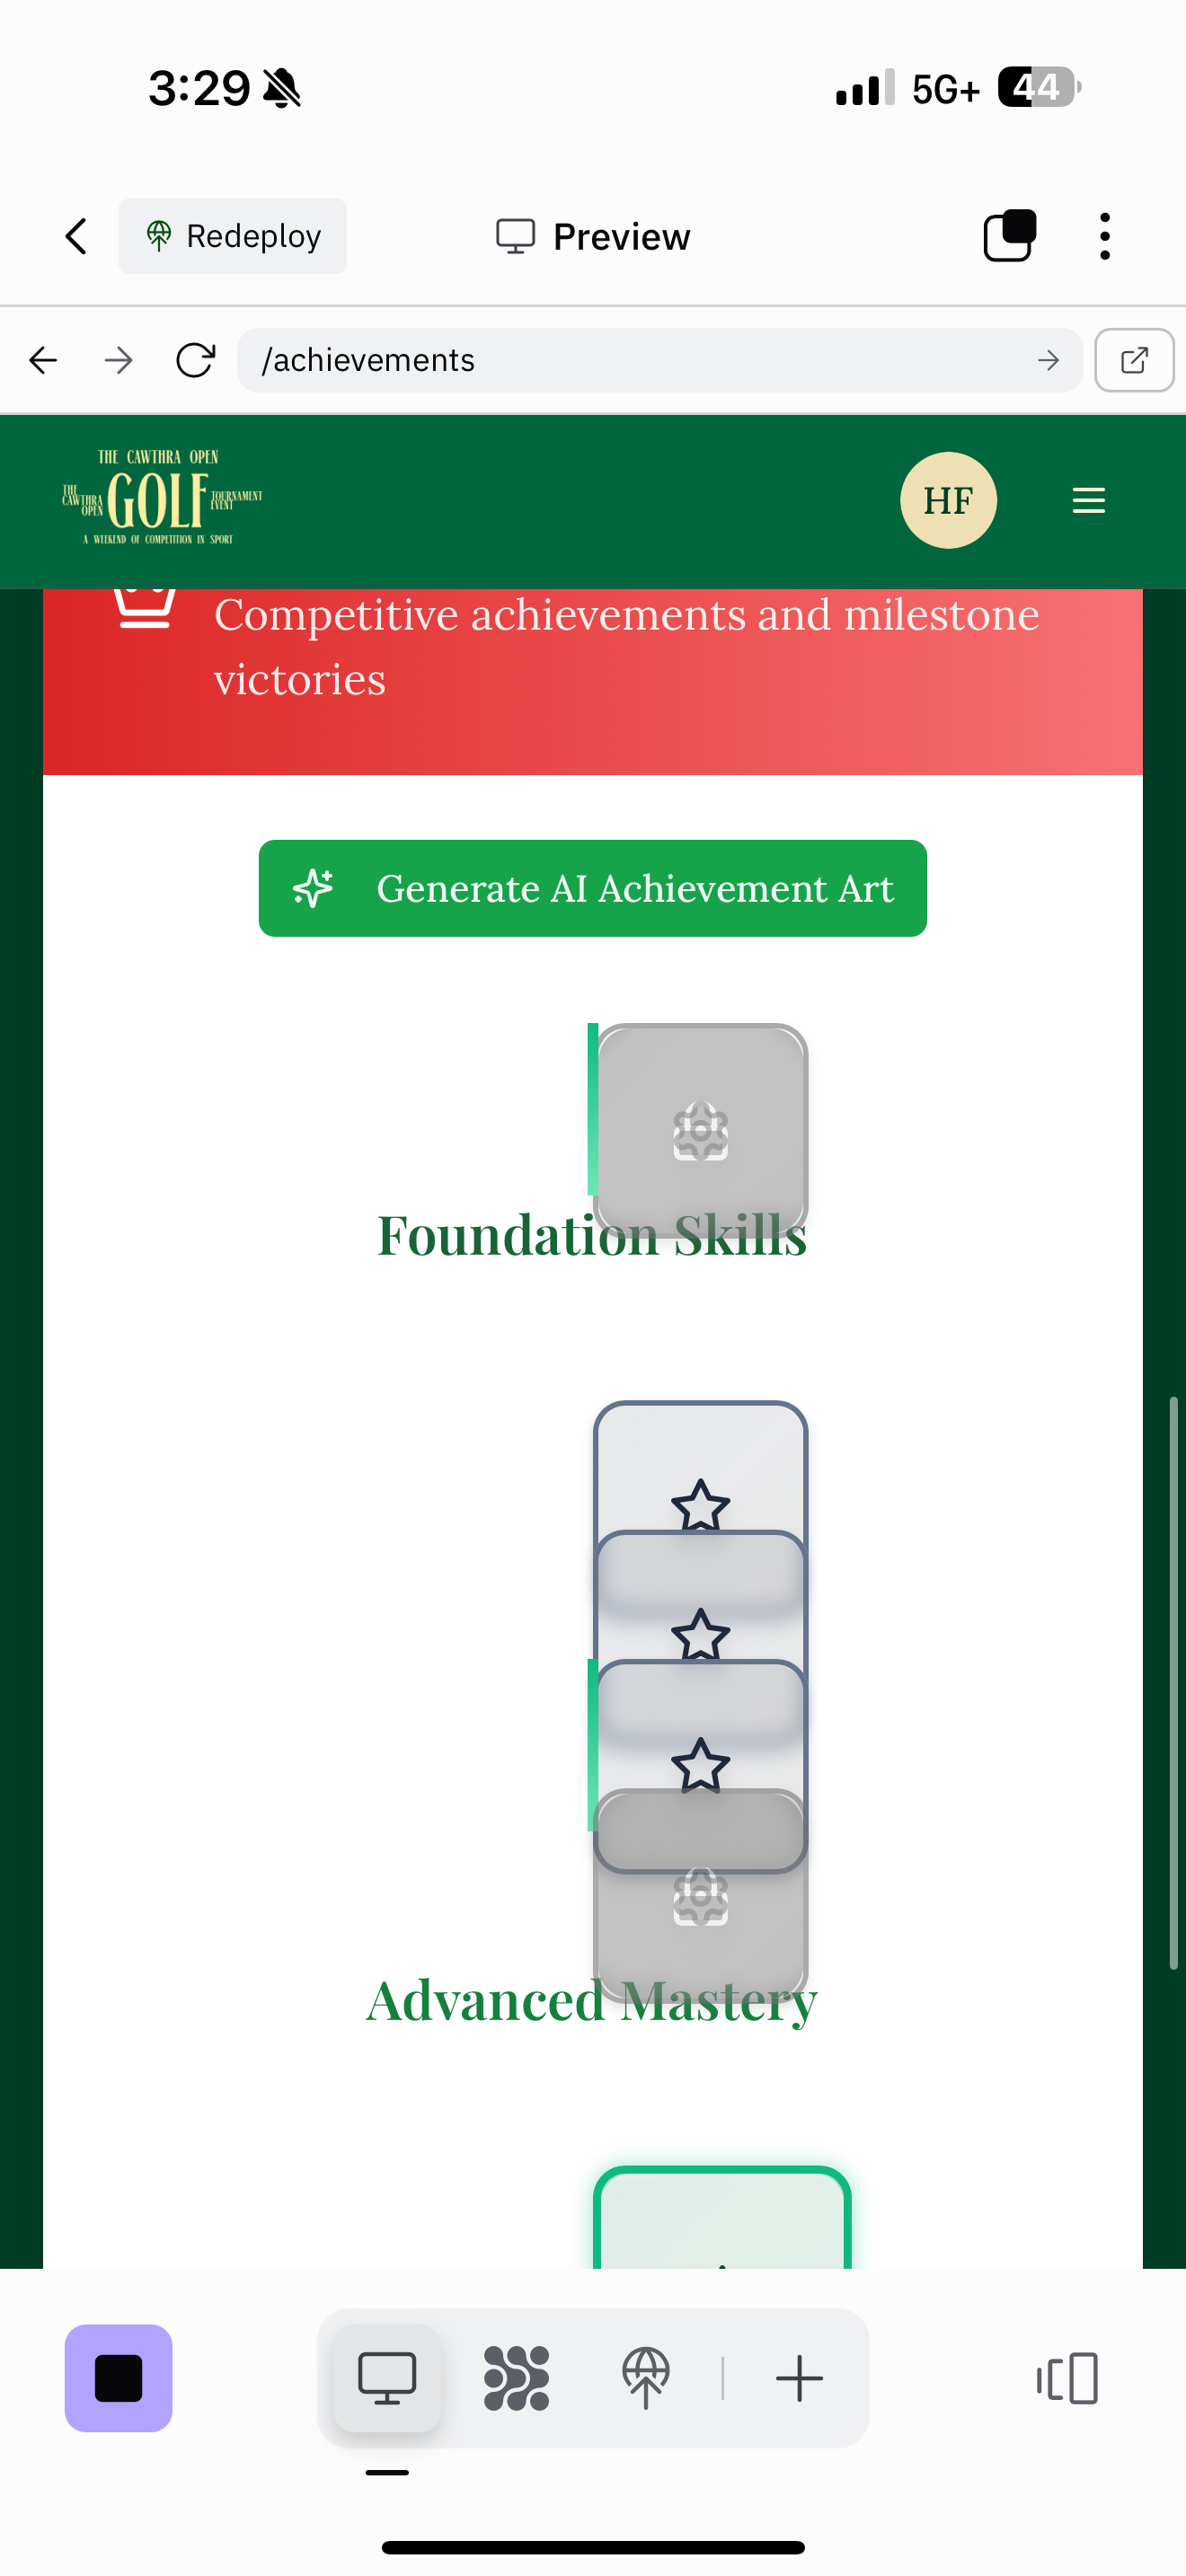 3:29
5G+
44
Redeploy
Preview
/achievements
THE CAWTHRA OPEN
THE CAWTHRA OPEN
GOLF
TOURNAMENT EVENT
A WEEKEND OF COMPETITION IN SPORT
HF
Competitive achievements and milestone
victories
Generate AI Achievement Art
Foundation Skills
Advanced Mastery